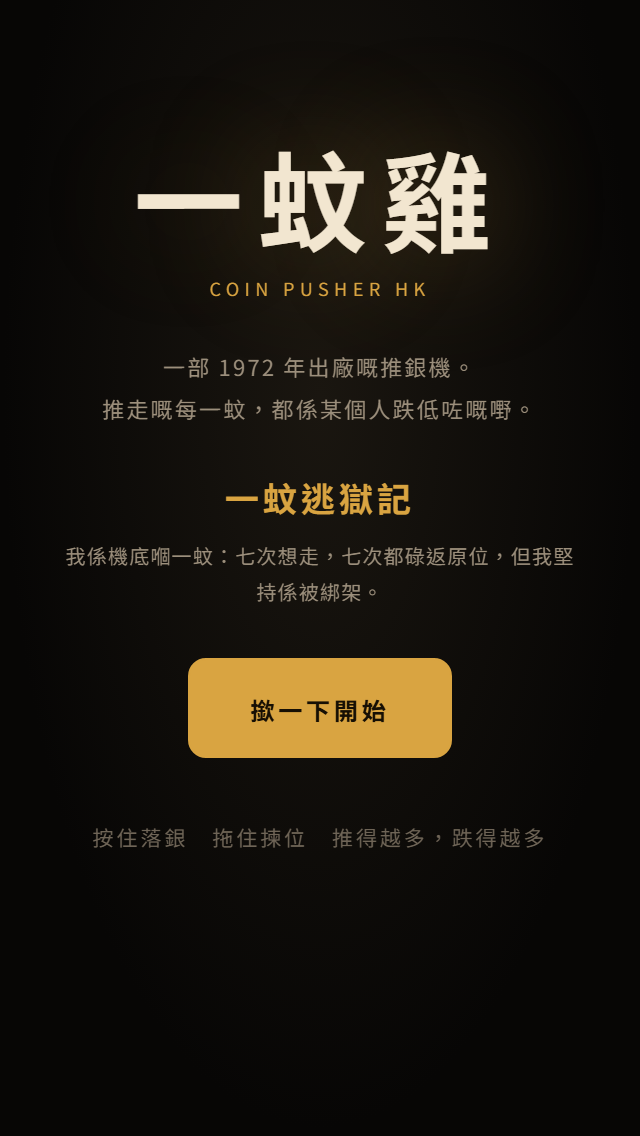 一蚊雞
COIN PUSHER HK
一部 1972 年出廠嘅推銀機。
推走嘅每一蚊，都係某個人跌低咗嘅嘢。
一蚊逃獄記
我係機底嗰一蚊：七次想走，七次都碌返原位，但我堅
持係被綁架。
撳一下開始
按住落銀　拖住揀位　推得越多，跌得越多